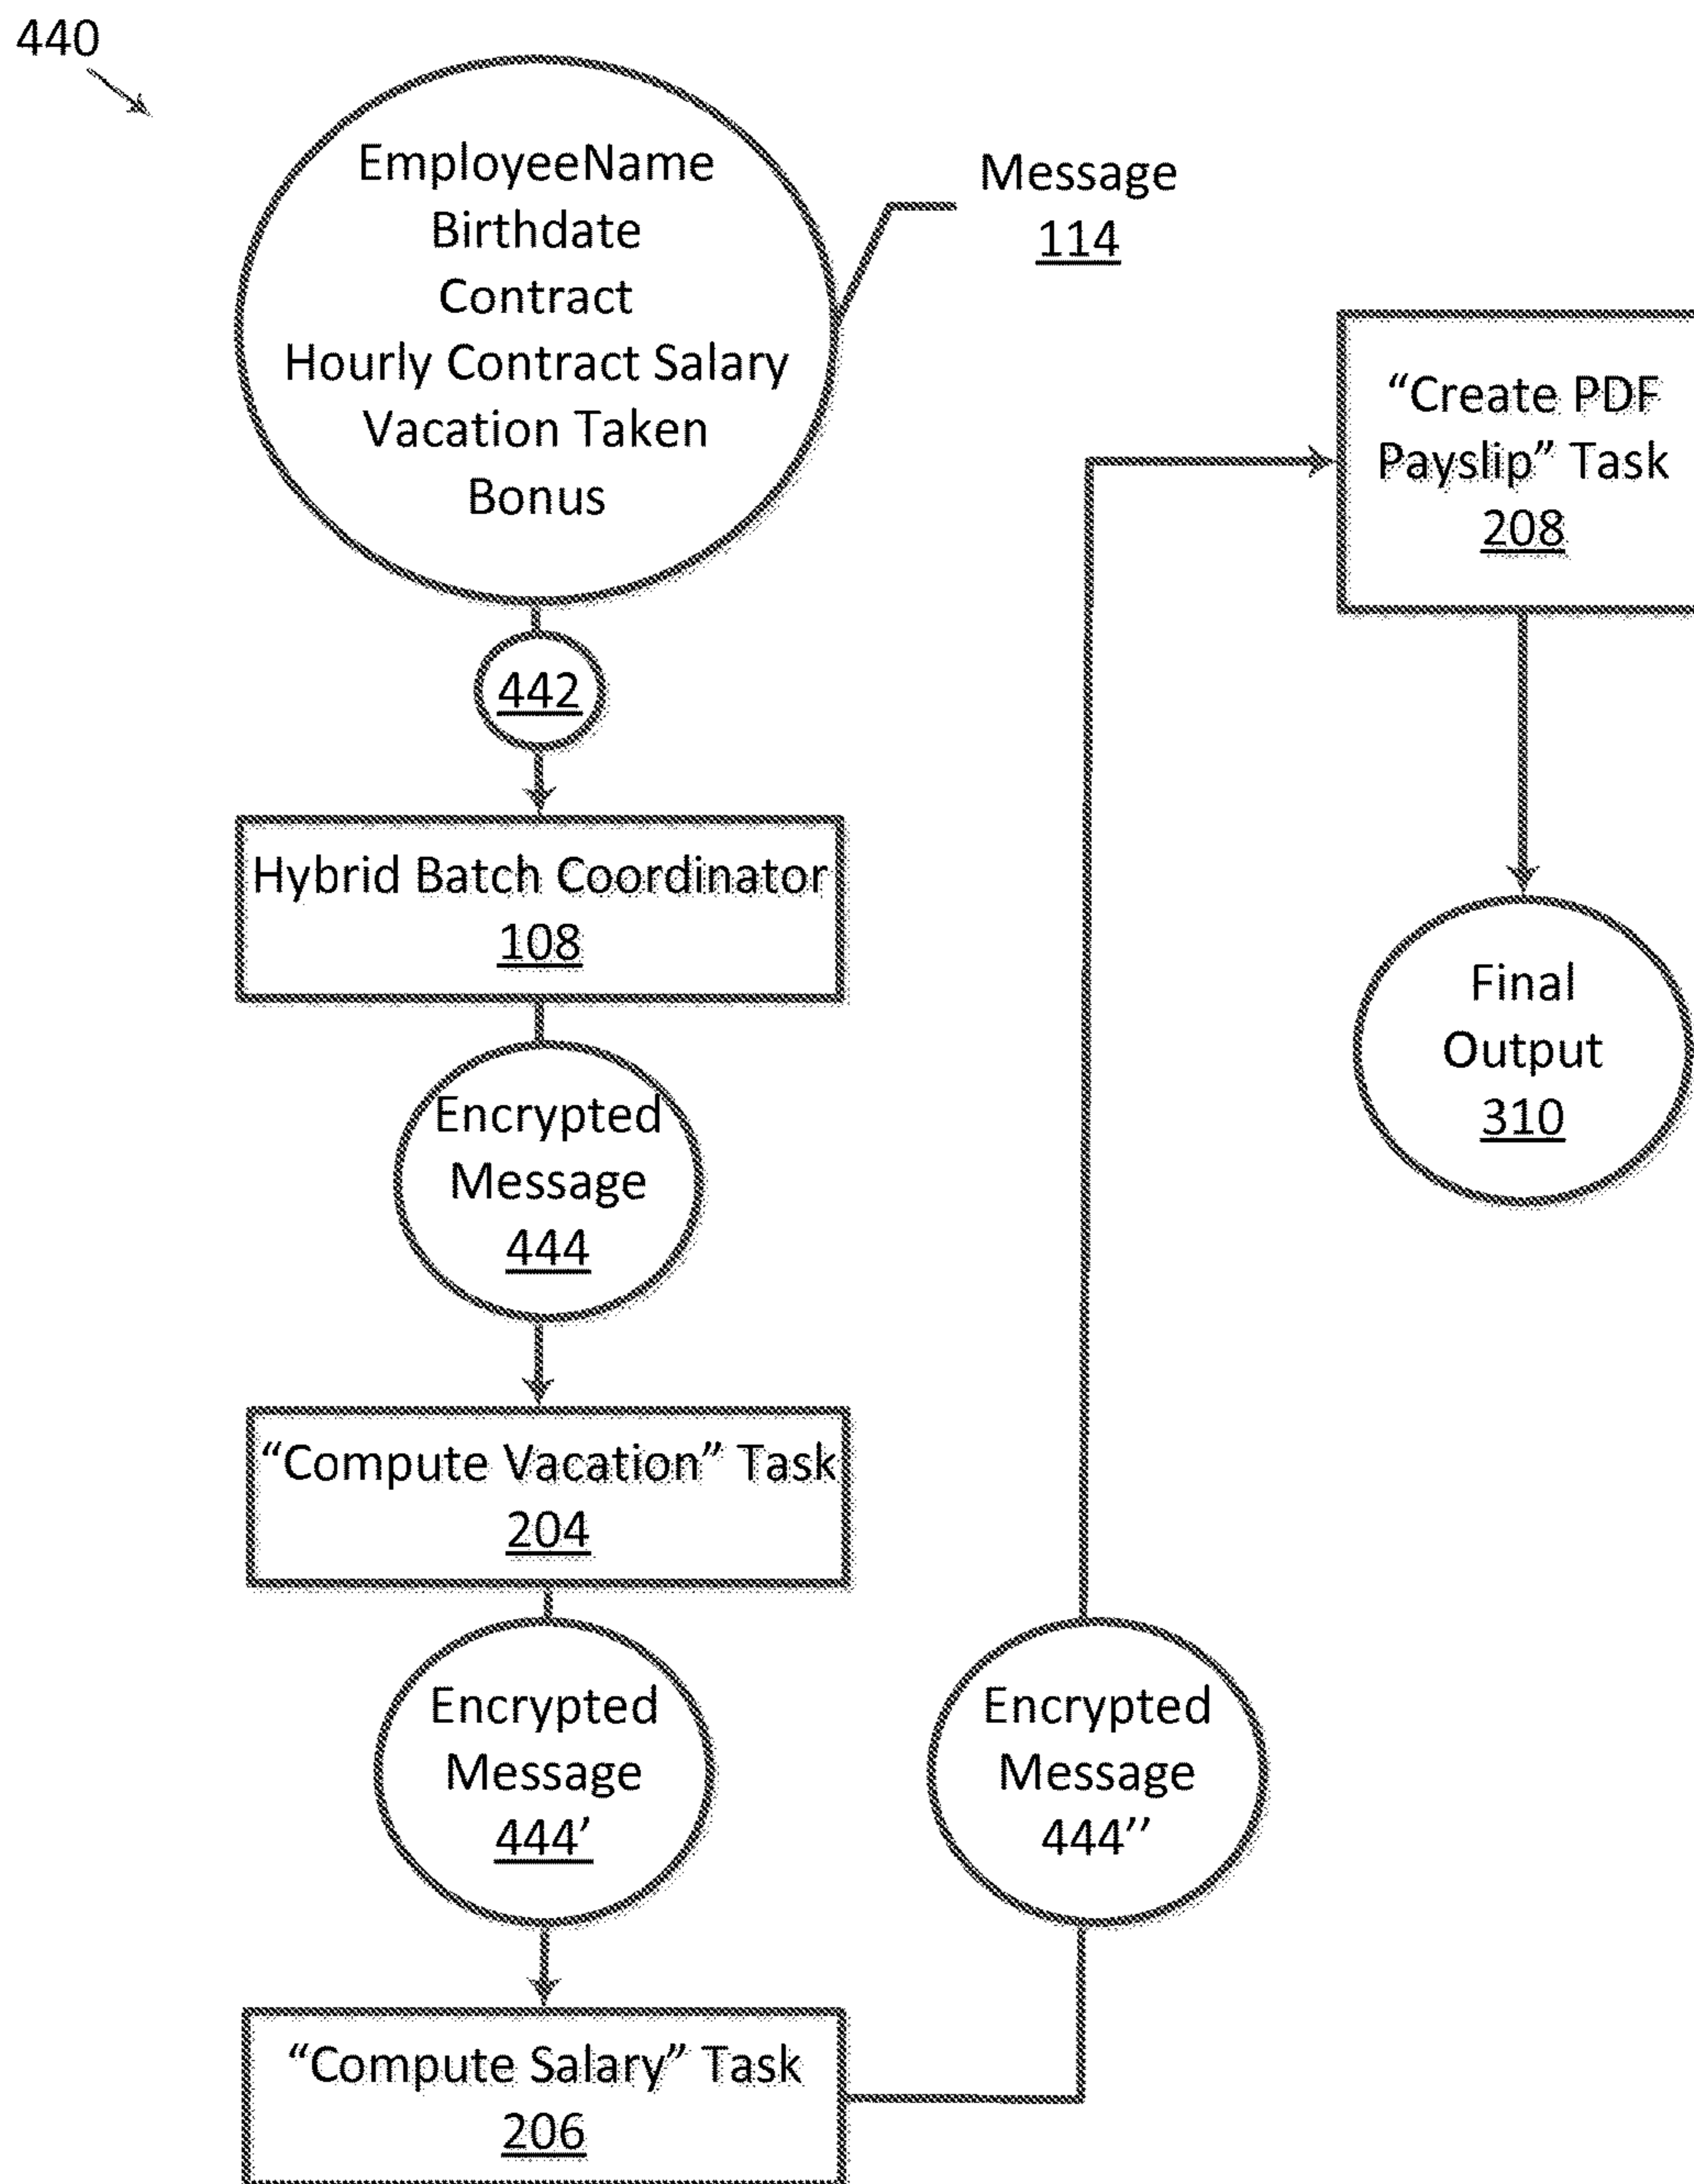 440
EmployeeName
Birthdate
Contract
Hourly Contract Salary
Vacation Taken
Bonus
Message
114
442
Hybrid Batch Coordinator
108
Encrypted
Message
444
“Compute Vacation” Task
204
Encrypted
Message
444’
“Compute Salary” Task
206
Encrypted
Message
444’’
“Create PDF
Payslip” Task
208
Final
Output
310